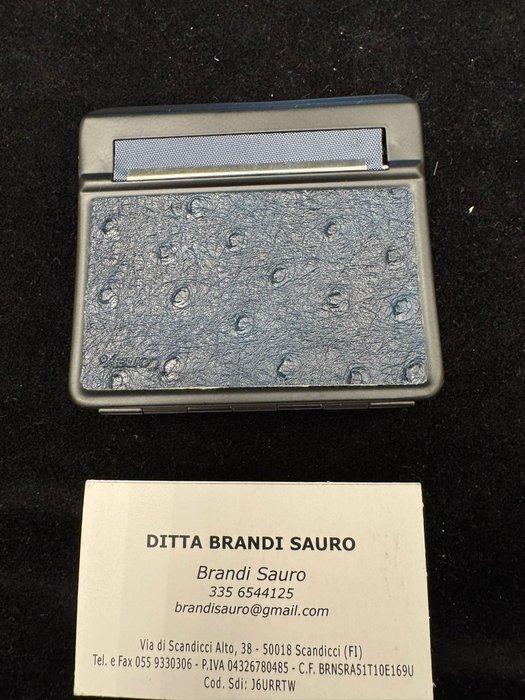 DITTA BRANDI SAURO
Brandi Sauro
335 6544125
brandisauro@gmail.com
Via di Scandicci Alto, 38 - 50018 Scandicci (FI)
Tel. e Fax 055 9330306 - P.IVA 04326780485 - C.F. BRNSRA51T10E169U
Cod. Sdi: J6URRTW